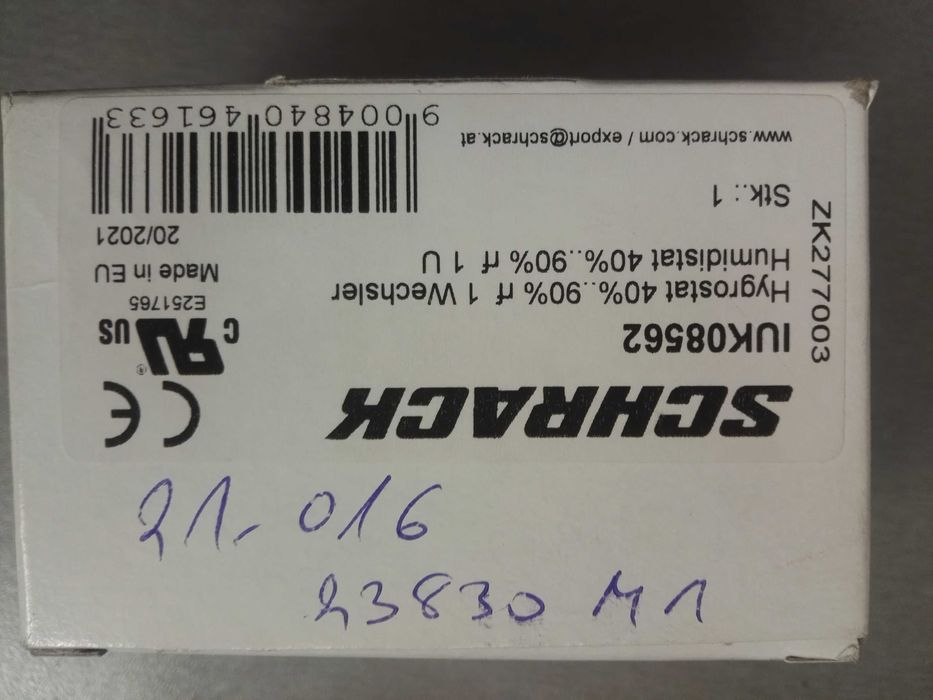 SCHRACK
CE
IUK08562
Hygrostat 40%..90% rf 1 Wechsler
Humidistat 40%..90% rf 1 U
Stk.: 1
www.schrack.com / export@schrack.at
ZK277003
c RU US
®
E251765
Made in EU
20/2021
9 004840 461633
21. 016
23830 M1